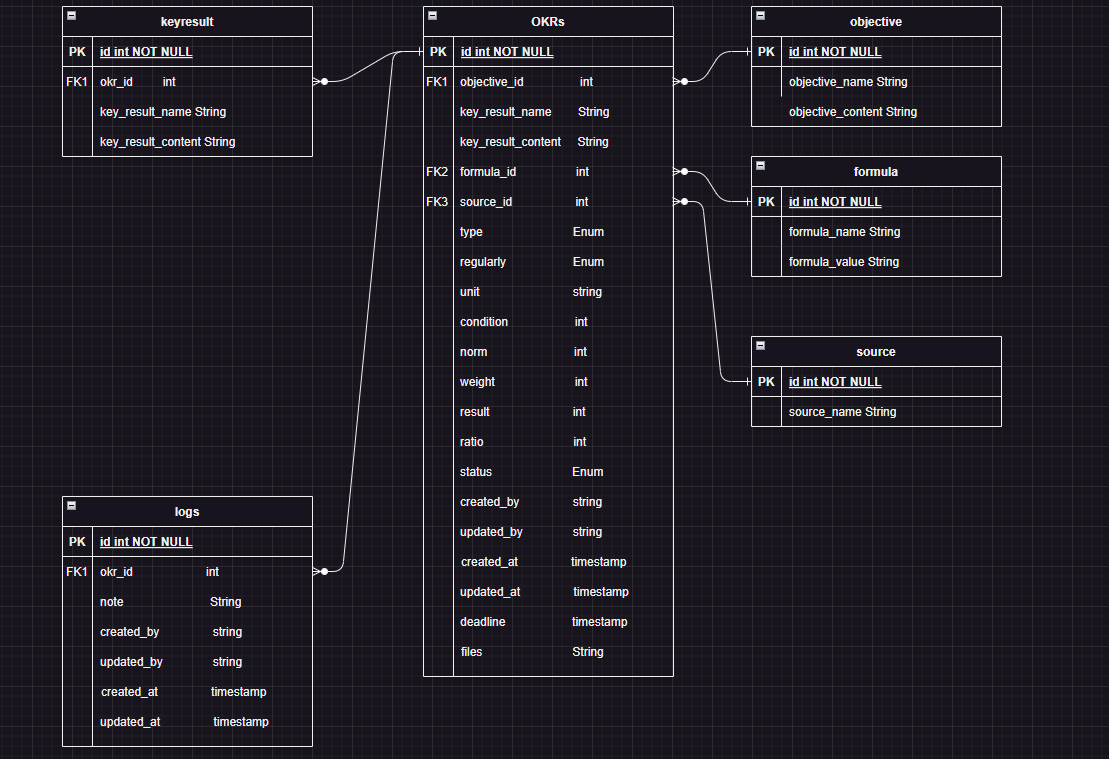 keyresult
PK id int NOT NULL
FK1 okr_id int
key_result_name String
key_result_content String
OKRs
PK id int NOT NULL
FK1 objective_id int
key_result_name String
key_result_content String
FK2 formula_id int
FK3 source_id int
type Enum
regularly Enum
unit string
condition int
norm int
weight int
result int
ratio int
status Enum
created_by string
updated_by string
created_at timestamp
updated_at timestamp
deadline timestamp
files String
objective
PK id int NOT NULL
objective_name String
objective_content String
formula
PK id int NOT NULL
formula_name String
formula_value String
source
PK id int NOT NULL
source_name String
logs
PK id int NOT NULL
FK1 okr_id int
note String
created_by string
updated_by string
created_at timestamp
updated_at timestamp